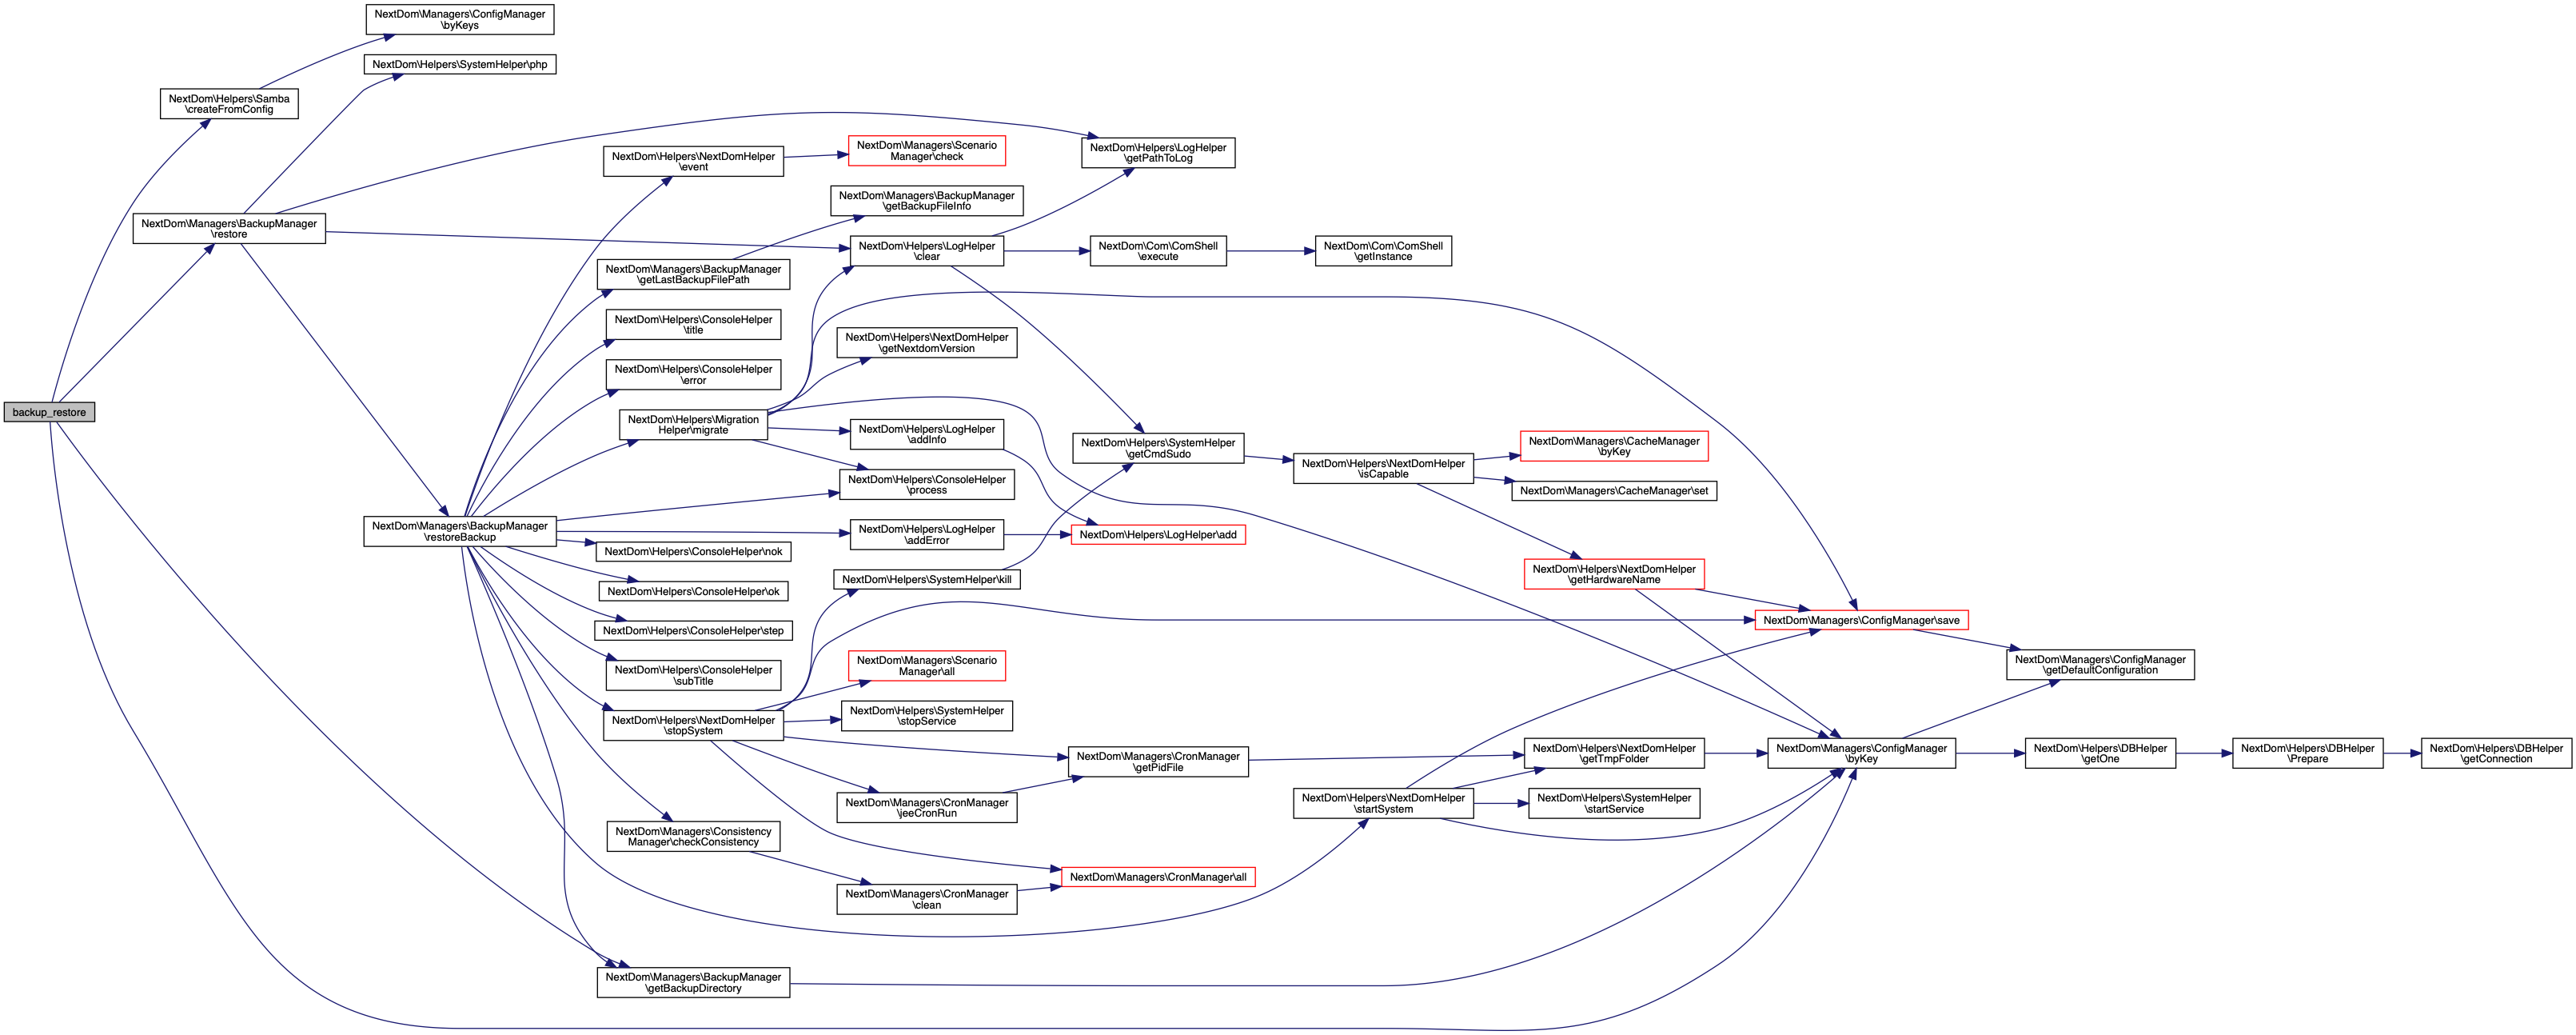 backup_restore
NextDom\Helpers\Samba
\createFromConfig
NextDom\Managers\BackupManager
\restore
NextDom\Managers\ConfigManager
\byKeys
NextDom\Helpers\SystemHelper\php
NextDom\Managers\BackupManager
\restoreBackup
NextDom\Helpers\NextDomHelper
\event
NextDom\Managers\BackupManager
\getLastBackupFilePath
NextDom\Helpers\ConsoleHelper
\title
NextDom\Helpers\ConsoleHelper
\error
NextDom\Helpers\Migration
Helper\migrate
NextDom\Helpers\ConsoleHelper\nok
NextDom\Helpers\ConsoleHelper\ok
NextDom\Helpers\ConsoleHelper\step
NextDom\Helpers\ConsoleHelper
\subTitle
NextDom\Helpers\NextDomHelper
\stopSystem
NextDom\Managers\Consistency
Manager\checkConsistency
NextDom\Managers\BackupManager
\getBackupDirectory
NextDom\Managers\Scenario
Manager\check
NextDom\Managers\BackupManager
\getBackupFileInfo
NextDom\Helpers\LogHelper
\clear
NextDom\Helpers\NextDomHelper
\getNextdomVersion
NextDom\Helpers\LogHelper
\addInfo
NextDom\Helpers\ConsoleHelper
\process
NextDom\Helpers\LogHelper
\addError
NextDom\Helpers\SystemHelper\kill
NextDom\Managers\Scenario
Manager\all
NextDom\Helpers\SystemHelper
\stopService
NextDom\Managers\CronManager
\jeeCronRun
NextDom\Managers\CronManager
\clean
NextDom\Helpers\LogHelper
\getPathToLog
NextDom\Com\ComShell
\execute
NextDom\Helpers\SystemHelper
\getCmdSudo
NextDom\Helpers\LogHelper\add
NextDom\Managers\CronManager
\getPidFile
NextDom\Managers\CronManager\all
NextDom\Com\ComShell
\getInstance
NextDom\Helpers\NextDomHelper
\isCapable
NextDom\Helpers\NextDomHelper
\startSystem
NextDom\Managers\CacheManager
\byKey
NextDom\Managers\CacheManager\set
NextDom\Helpers\NextDomHelper
\getHardwareName
NextDom\Helpers\NextDomHelper
\getTmpFolder
NextDom\Helpers\SystemHelper
\startService
NextDom\Managers\ConfigManager\save
NextDom\Managers\ConfigManager
\byKey
NextDom\Managers\ConfigManager
\getDefaultConfiguration
NextDom\Helpers\DBHelper
\getOne
NextDom\Helpers\DBHelper
\Prepare
NextDom\Helpers\DBHelper
\getConnection